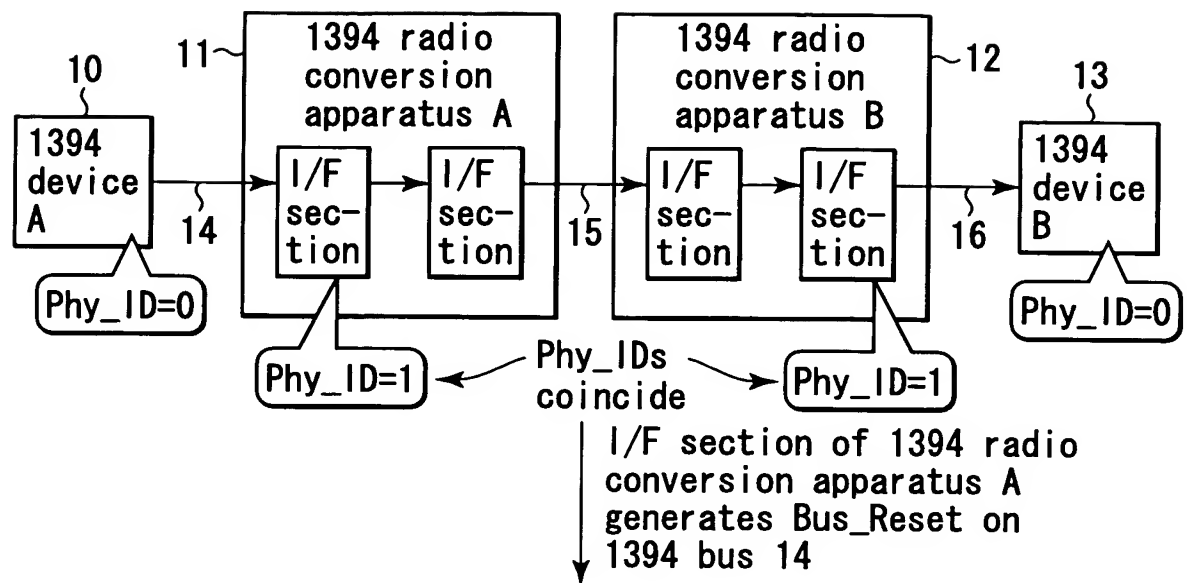 11
1394 radio
conversion
apparatus A
1394 radio
conversion
apparatus B
12
10
13
1394
device
A
I/F
sec-
tion
I/F
sec-
tion
I/F
sec-
tion
I/F
sec-
tion
1394
device
B
14
15
16
Phy_ID=0
Phy_ID=0
Phy_ID=1
Phy_IDs
coincide
Phy_ID=1
I/F section of 1394 radio
conversion apparatus A
generates Bus_Reset on
1394 bus 14